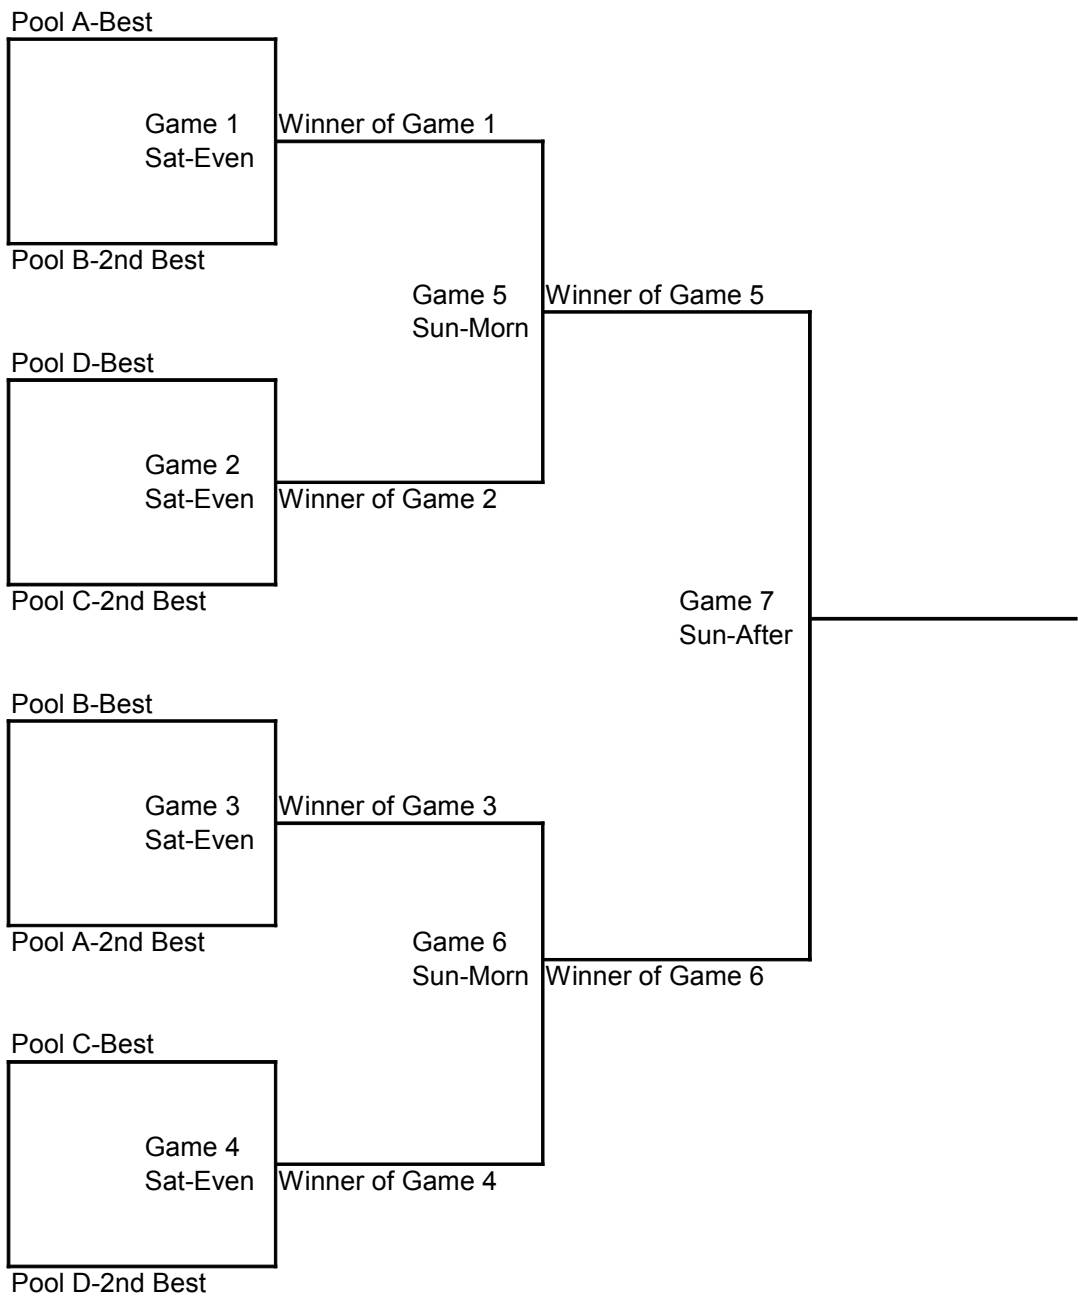 Pool A-Best
Game 1
Sat-Even
Winner of Game 1
Pool B-2nd Best
Game 5
Sun-Morn
Winner of Game 5
Pool D-Best
Game 2
Sat-Even
Winner of Game 2
Pool C-2nd Best
Game 7
Sun-After
Pool B-Best
Game 3
Sat-Even
Winner of Game 3
Pool A-2nd Best
Game 6
Sun-Morn
Winner of Game 6
Pool C-Best
Game 4
Sat-Even
Winner of Game 4
Pool D-2nd Best